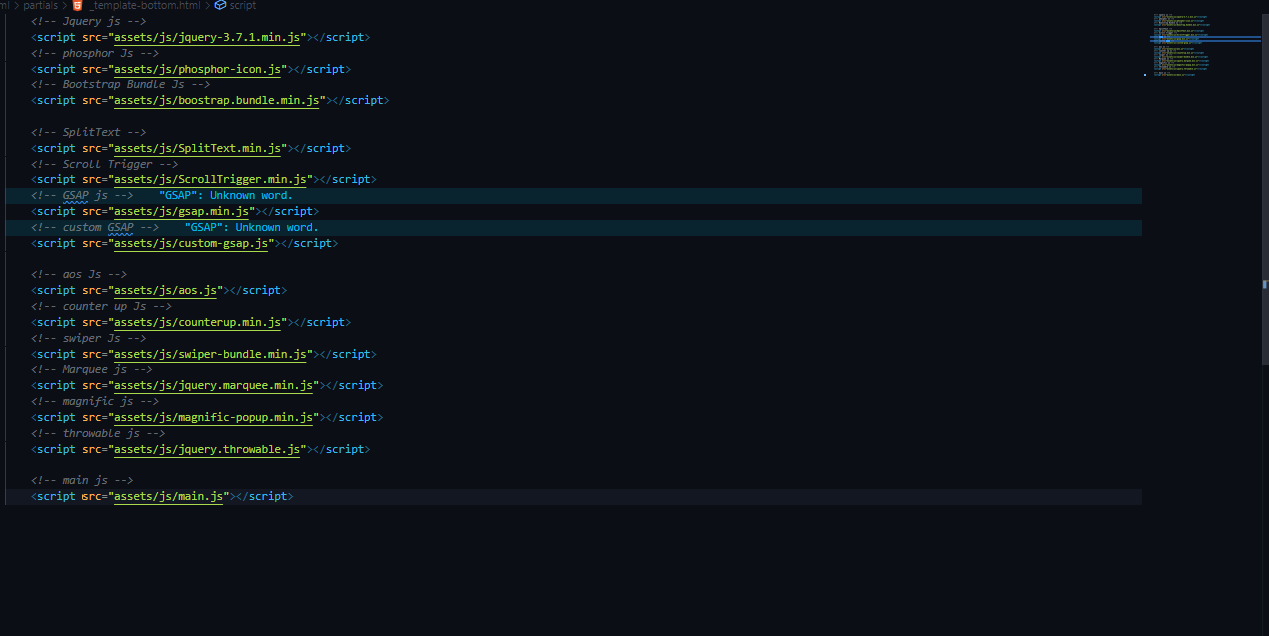 ml > partials > _template-bottom.html > script
<!-- Jquery js -->
<script src="assets/js/jquery-3.7.1.min.js"></script>
<!-- phosphor Js -->
<script src="assets/js/phosphor-icon.js"></script>
<!-- Bootstrap Bundle Js -->
<script src="assets/js/boostrap.bundle.min.js"></script>
<!-- SplitText -->
<script src="assets/js/SplitText.min.js"></script>
<!-- Scroll Trigger -->
<script src="assets/js/ScrollTrigger.min.js"></script>
<!-- GSAP js --> "GSAP": Unknown word.
<script src="assets/js/gsap.min.js"></script>
<!-- custom GSAP --> "GSAP": Unknown word.
<script src="assets/js/custom-gsap.js"></script>
<!-- aos Js -->
<script src="assets/js/aos.js"></script>
<!-- counter up Js -->
<script src="assets/js/counterup.min.js"></script>
<!-- swiper Js -->
<script src="assets/js/swiper-bundle.min.js"></script>
<!-- Marquee js -->
<script src="assets/js/jquery.marquee.min.js"></script>
<!-- magnific js -->
<script src="assets/js/magnific-popup.min.js"></script>
<!-- throwable js -->
<script src="assets/js/jquery.throwable.js"></script>
<!-- main js -->
<script src="assets/js/main.js"></script>